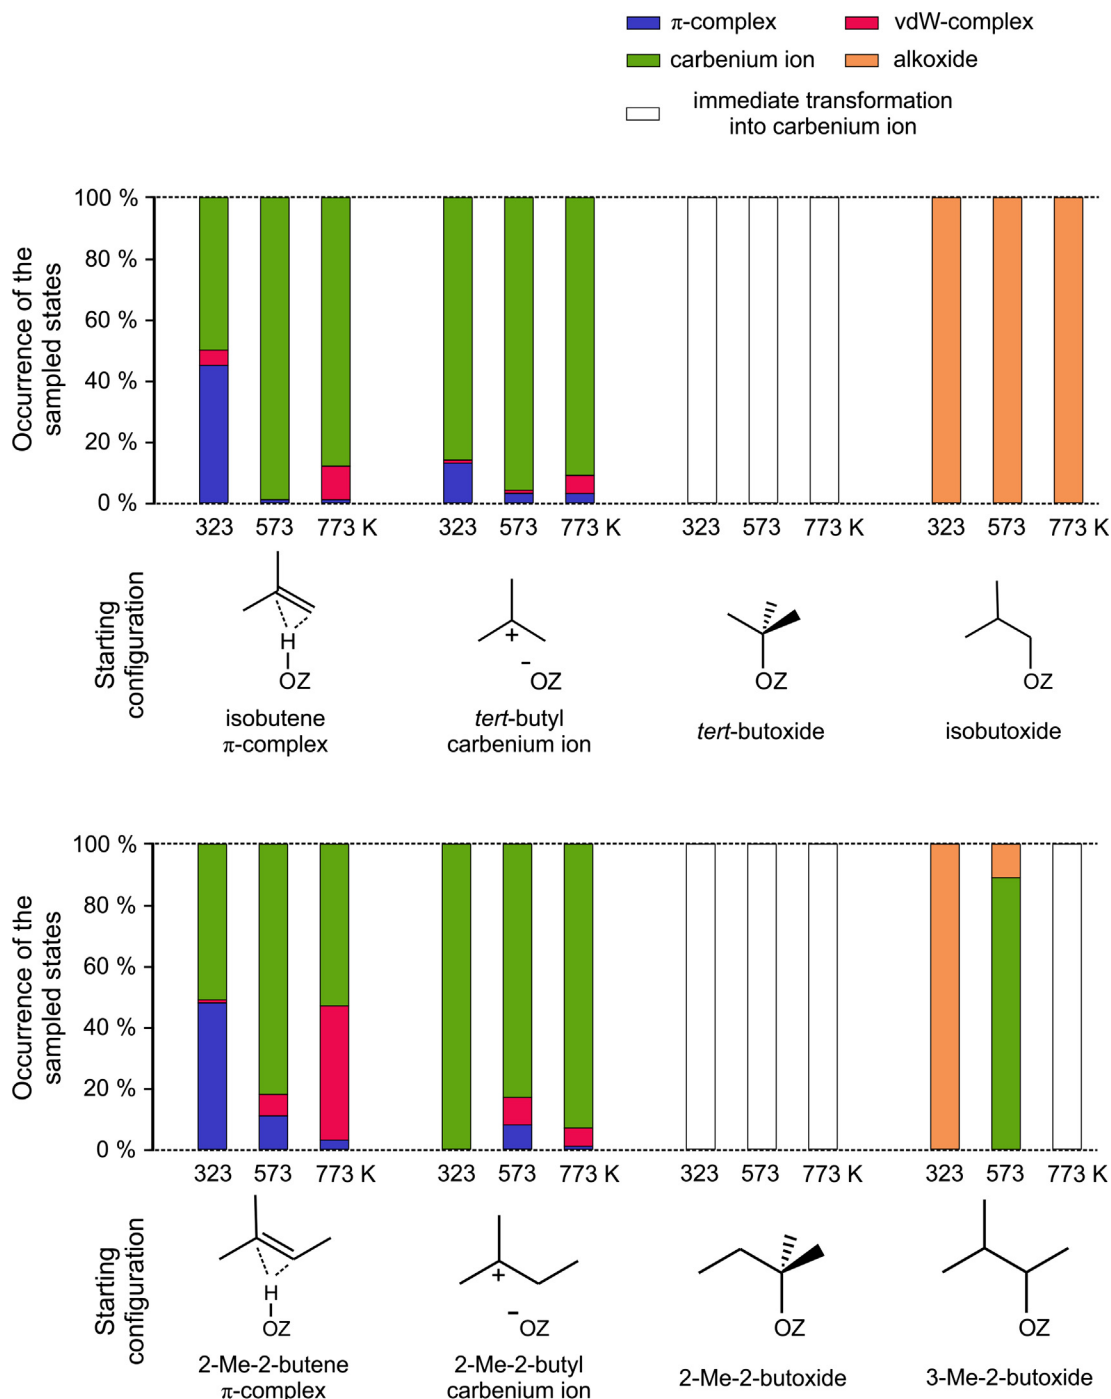 π-complex
vdW-complex
carbenium ion
alkoxide
immediate transformation
into carbenium ion
Occurrence of the
sampled states
100 %
80 %
60 %
40 %
20 %
0 %
323 573 773 K
323 573 773 K
323 573 773 K
323 573 773 K
Starting
configuration
H
OZ
isobutene
π-complex
+
-
OZ
tert-butyl
carbenium ion
OZ
tert-butoxide
OZ
isobutoxide
Occurrence of the
sampled states
100 %
80 %
60 %
40 %
20 %
0 %
323 573 773 K
323 573 773 K
323 573 773 K
323 573 773 K
Starting
configuration
H
OZ
2-Me-2-butene
π-complex
+
-
OZ
2-Me-2-butyl
carbenium ion
OZ
2-Me-2-butoxide
OZ
3-Me-2-butoxide